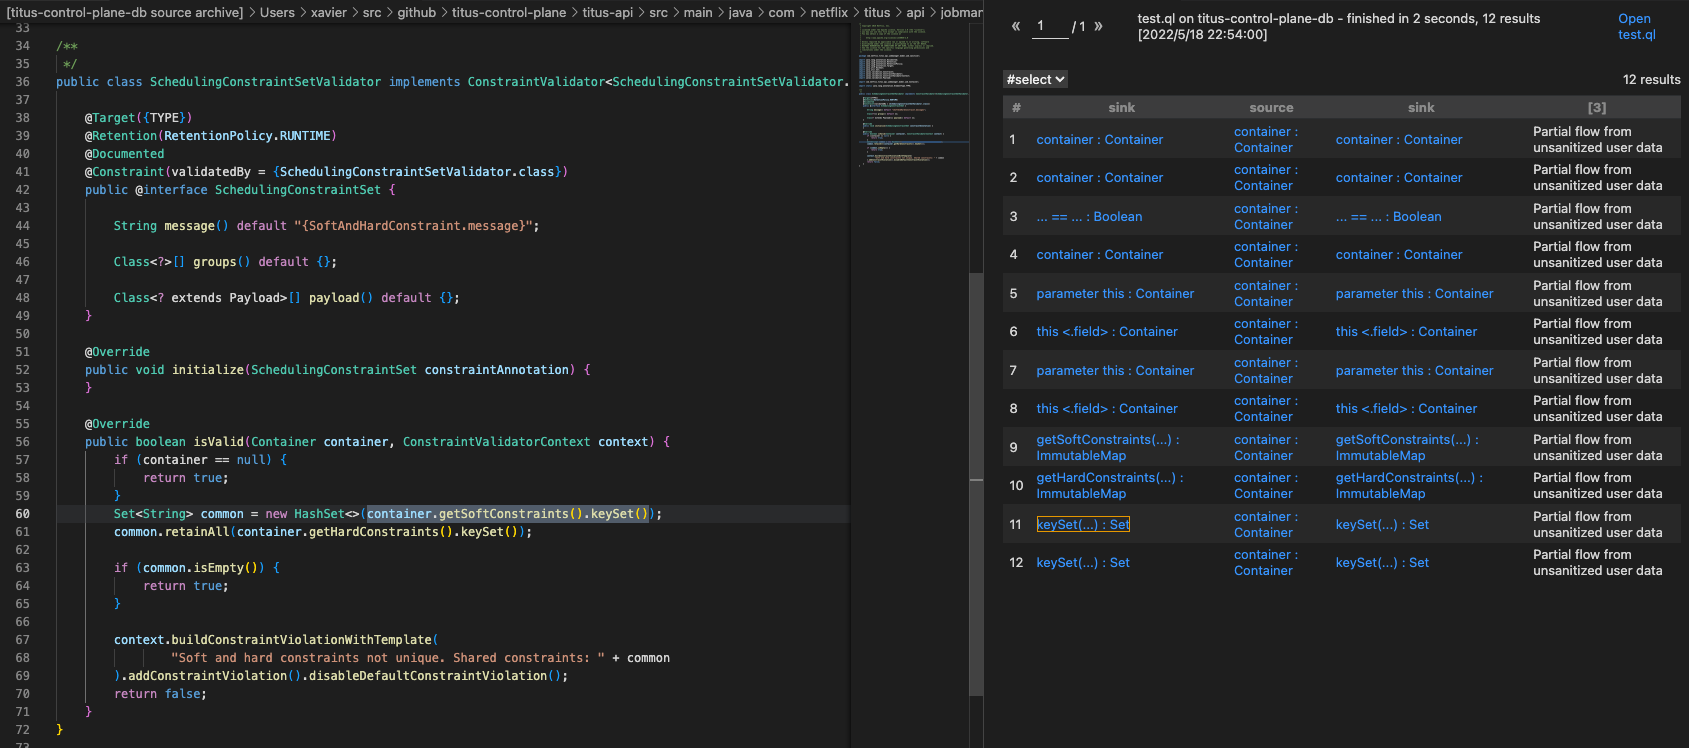 [titus-control-plane-db source archive] > Users > xavier > src > github > titus-control-plane > titus-api > src > main > java > com > netflix > titus > api > jobmar
33
34 /**
35  */
36 public class SchedulingConstraintSetValidator implements ConstraintValidator<SchedulingConstraintSetValidator.
37
38     @Target({TYPE})
39     @Retention(RetentionPolicy.RUNTIME)
40     @Documented
41     @Constraint(validatedBy = {SchedulingConstraintSetValidator.class})
42     public @interface SchedulingConstraintSet {
43
44         String message() default "{SoftAndHardConstraint.message}";
45
46         Class<?>[] groups() default {};
47
48         Class<? extends Payload>[] payload() default {};
49     }
50
51     @Override
52     public void initialize(SchedulingConstraintSet constraintAnnotation) {
53     }
54
55     @Override
56     public boolean isValid(Container container, ConstraintValidatorContext context) {
57         if (container == null) {
58             return true;
59         }
60         Set<String> common = new HashSet<>(container.getSoftConstraints().keySet());
61         common.retainAll(container.getHardConstraints().keySet());
62
63         if (common.isEmpty()) {
64             return true;
65         }
66
67         context.buildConstraintViolationWithTemplate(
68                 "Soft and hard constraints not unique. Shared constraints: " + common
69         ).addConstraintViolation().disableDefaultConstraintViolation();
70         return false;
71     }
72 }
73
« 1 / 1 » test.ql on titus-control-plane-db - finished in 2 seconds, 12 results [2022/5/18 22:54:00] Open test.ql
#select 12 results
# sink source sink [3]
1 container : Container container : Container container : Container Partial flow from unsanitized user data
2 container : Container container : Container container : Container Partial flow from unsanitized user data
3 ... == ... : Boolean container : Container ... == ... : Boolean Partial flow from unsanitized user data
4 container : Container container : Container container : Container Partial flow from unsanitized user data
5 parameter this : Container container : Container parameter this : Container Partial flow from unsanitized user data
6 this <.field> : Container container : Container this <.field> : Container Partial flow from unsanitized user data
7 parameter this : Container container : Container parameter this : Container Partial flow from unsanitized user data
8 this <.field> : Container container : Container this <.field> : Container Partial flow from unsanitized user data
9 getSoftConstraints(...) : ImmutableMap container : Container getSoftConstraints(...) : ImmutableMap Partial flow from unsanitized user data
10 getHardConstraints(...) : ImmutableMap container : Container getHardConstraints(...) : ImmutableMap Partial flow from unsanitized user data
11 keySet(...) : Set container : Container keySet(...) : Set Partial flow from unsanitized user data
12 keySet(...) : Set container : Container keySet(...) : Set Partial flow from unsanitized user data